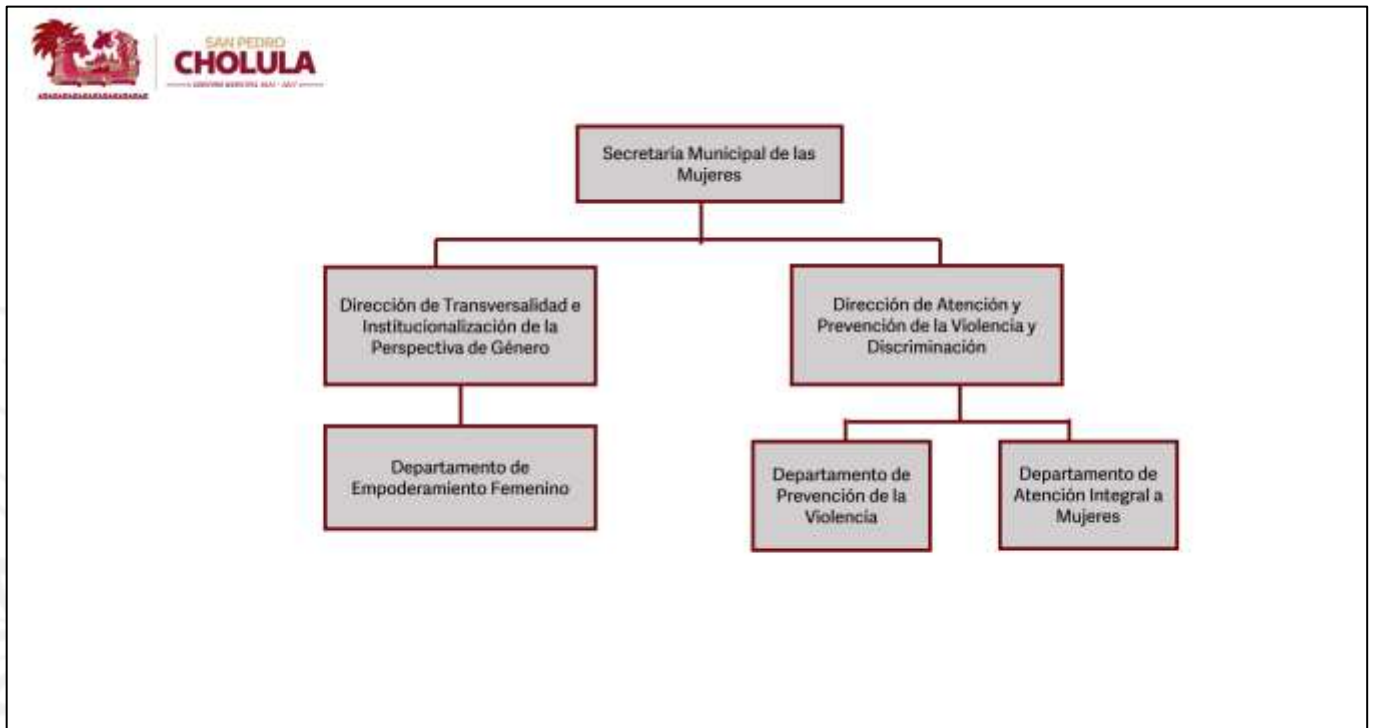 SAN PEDRO
CHOLULA
Secretaría Municipal de las
Mujeres
Dirección de Transversalidad e
Institucionalización de la
Perspectiva de Género
Dirección de Atención y
Prevención de la Violencia y
Discriminación
Departamento de
Empoderamiento Femenino
Departamento de
Prevención de la
Violencia
Departamento de
Atención Integral a
Mujeres